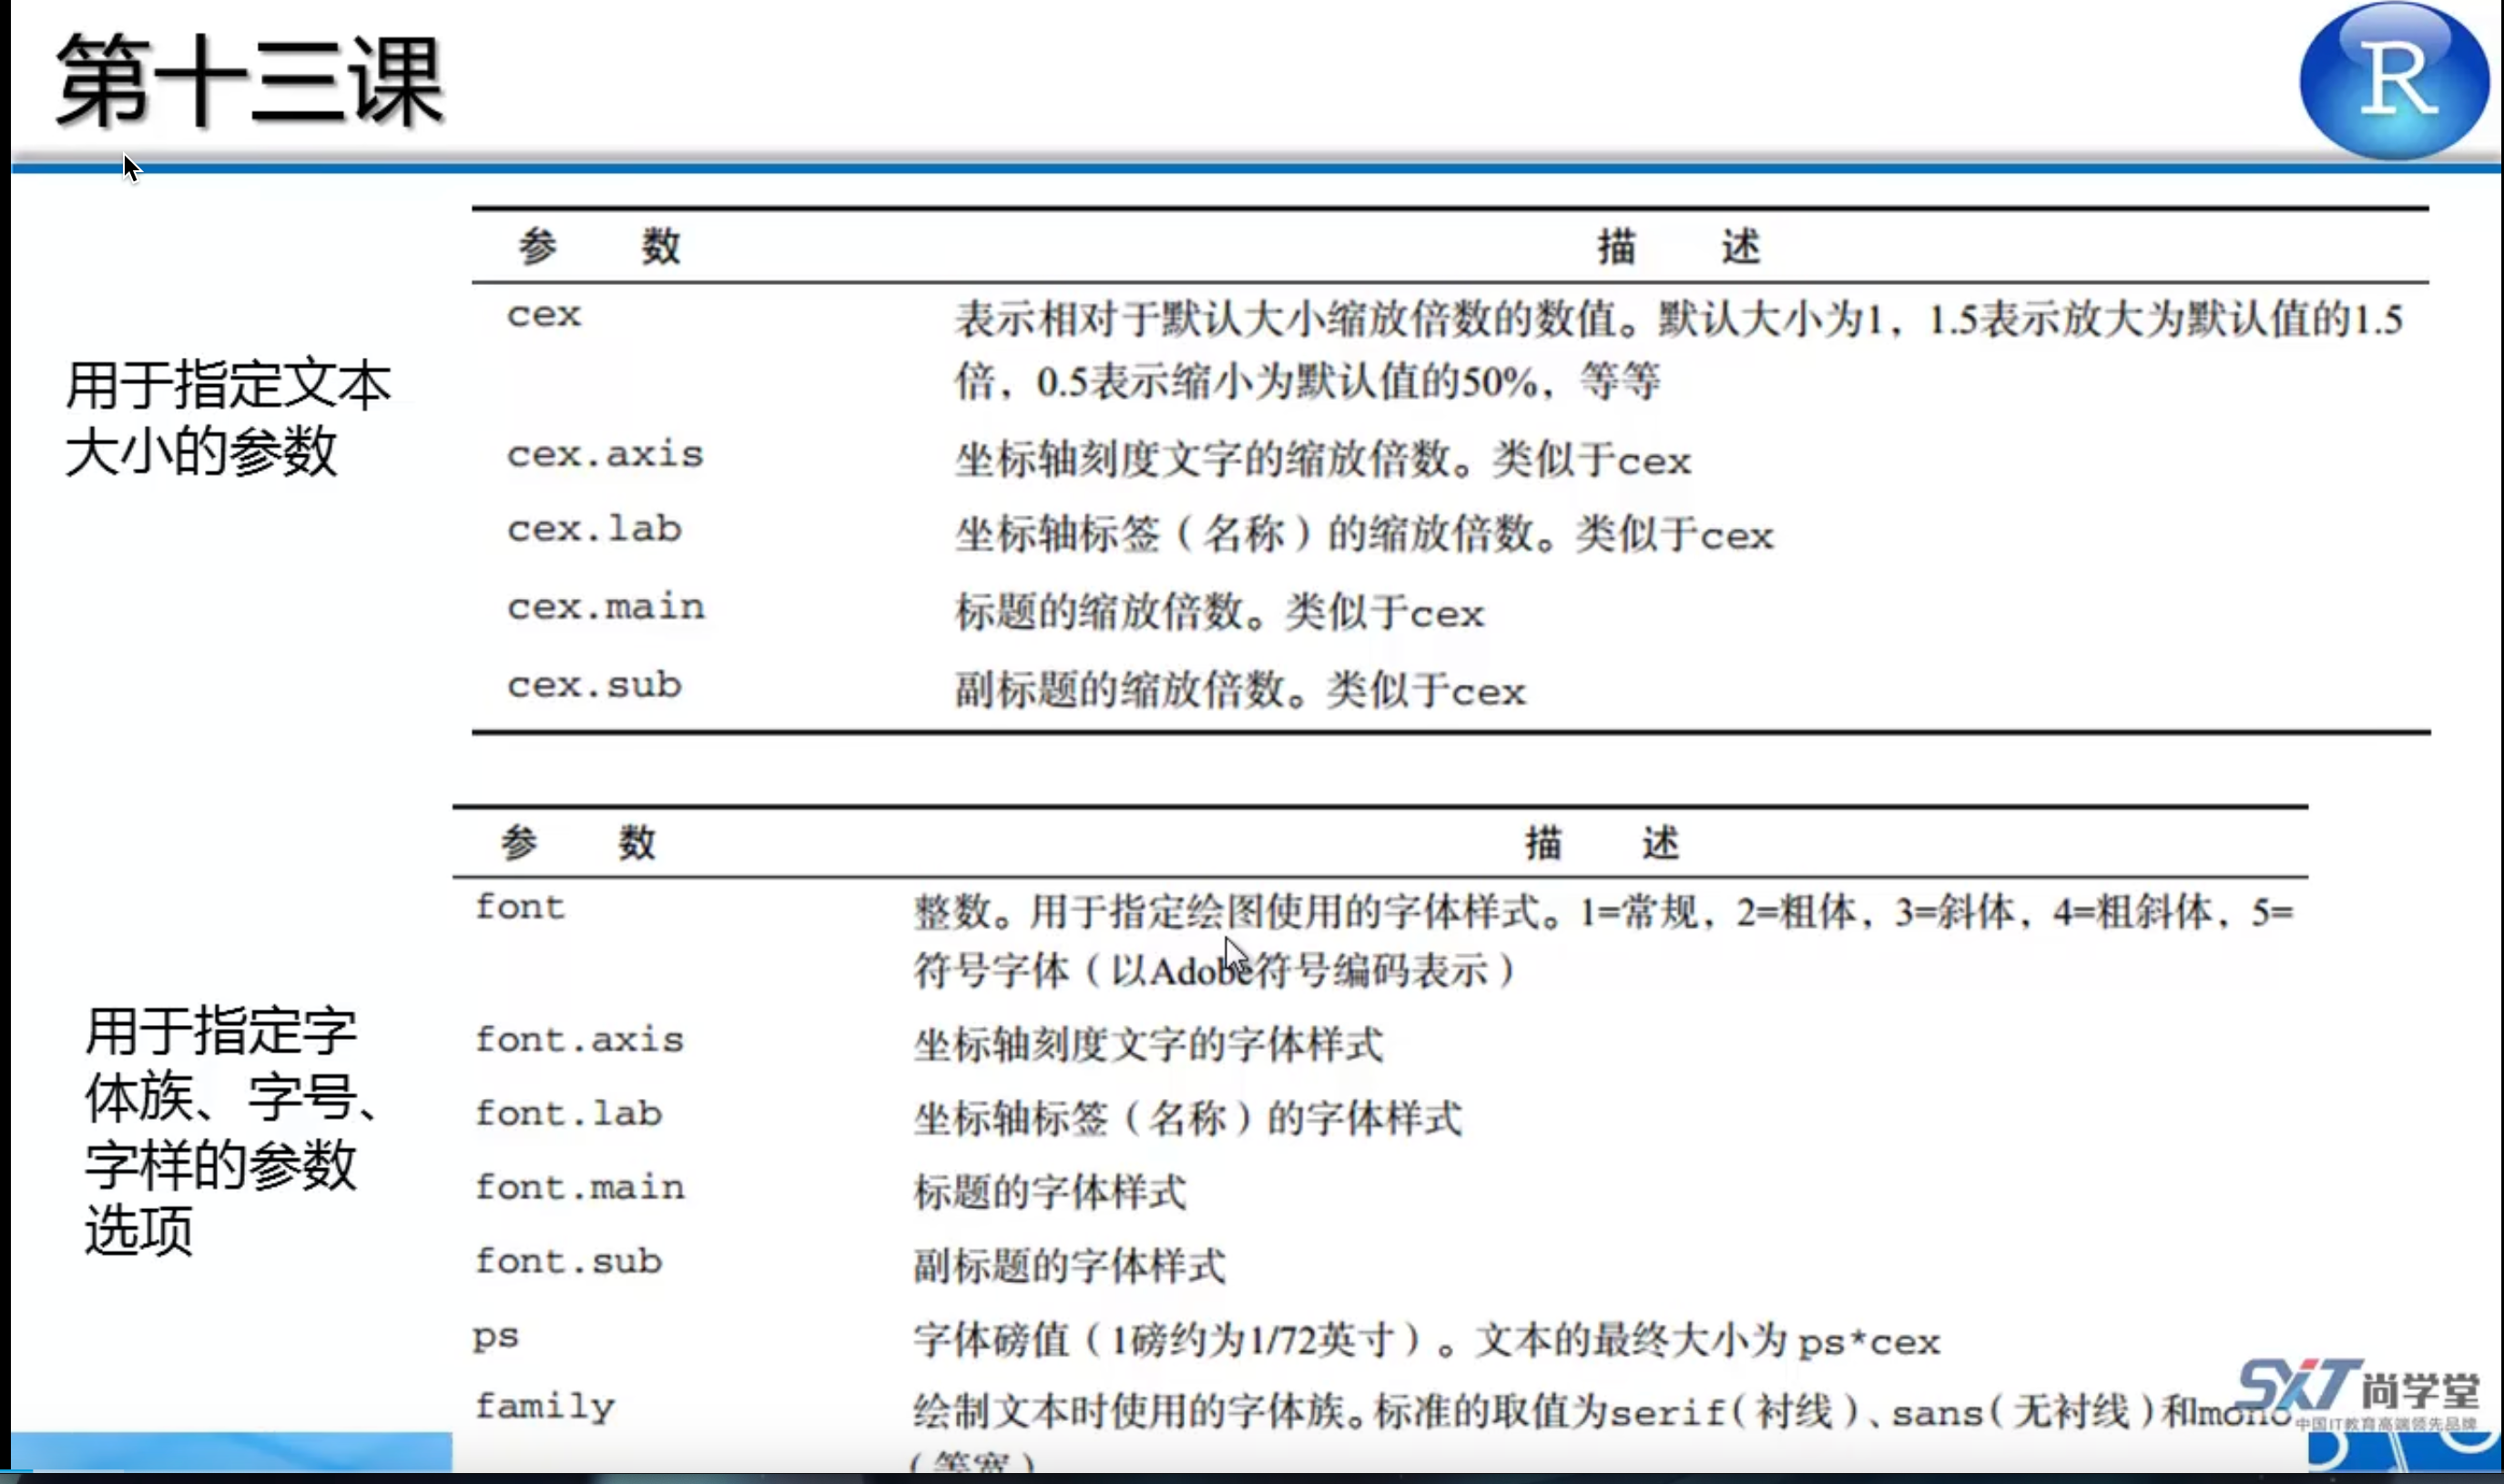 第十三课
R
用于指定文本
大小的参数
参 数 描 述
cex 表示相对于默认大小缩放倍数的数值。默认大小为1，1.5表示放大为默认值的1.5
倍，0.5表示缩小为默认值的50%，等等
cex.axis 坐标轴刻度文字的缩放倍数。类似于cex
cex.lab 坐标轴标签（名称）的缩放倍数。类似于cex
cex.main 标题的缩放倍数。类似于cex
cex.sub 副标题的缩放倍数。类似于cex
用于指定字
体族、字号、
字样的参数
选项
参 数 描 述
font 整数。用于指定绘图使用的字体样式。1=常规，2=粗体，3=斜体，4=粗斜体，5=
符号字体（以Adobe符号编码表示）
font.axis 坐标轴刻度文字的字体样式
font.lab 坐标轴标签（名称）的字体样式
font.main 标题的字体样式
font.sub 副标题的字体样式
ps 字体磅值（1磅约为1/72英寸）。文本的最终大小为 ps*cex
family 绘制文本时使用的字体族。标准的取值为serif（衬线）、sans（无衬线）和mono
（等宽）
SXT 尚学堂
中国IT教育高端领先品牌